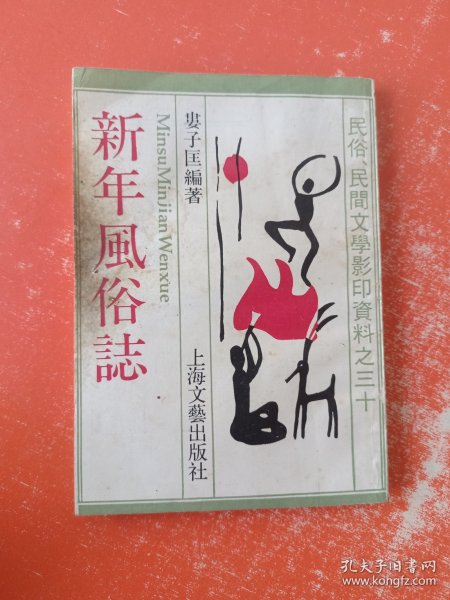 民俗、民間文學影印資料之三十
婁子匡編著
上海文藝出版社
MinsuMinjianWenxue
新年風俗誌
孔夫子旧书网
www.kongfz.com